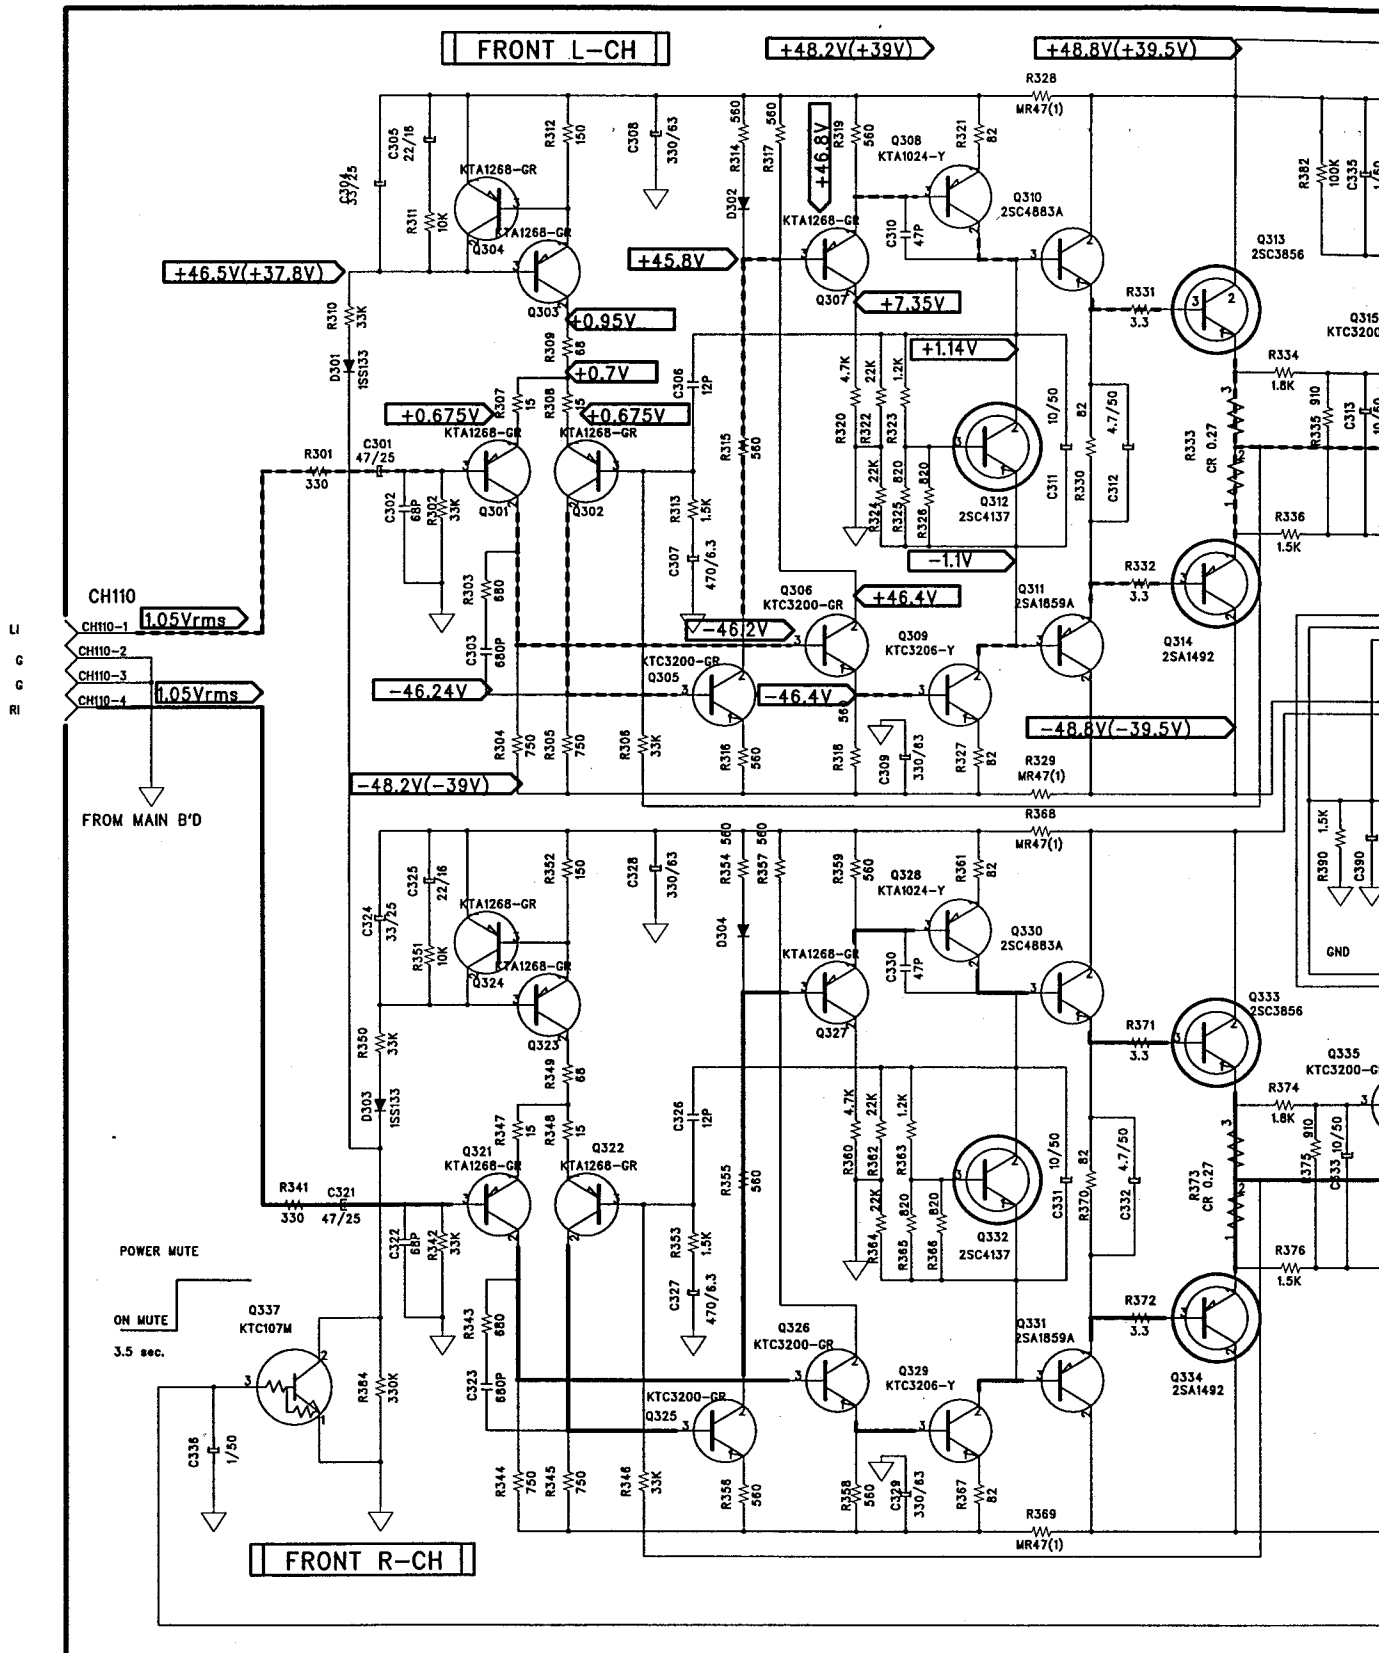 FRONT L-CH
+48.2V(+39V)
+48.8V(+39.5V)
R328
MR47(1)
C304
33/25
C305
22/16
R311
10K
KTA1268-GR
Q304
R312
150
KTA1268-GR
Q303
C308
330/63
R314
560
R317
560
D302
+46.8V
R319
560
Q308
KTA1024-Y
R321
82
KTA1268-GR
Q307
C310
47P
Q310
2SC4883A
R382
100K
C335
Q313
2SC3856
+46.5V(+37.8V)
+45.8V
+7.35V
R310
33K
D301
1SS133
+0.95V
R309
68
+0.7V
R307
15
R308
15
+0.675V
+0.675V
C306
12P
+1.14V
R331
3.3
Q315
KTC3200
R334
1.8K
R320
4.7K
R322
22K
R323
1.2K
R324
22K
R325
820
R326
820
Q312
2SC4137
C311
10/50
R330
82
C312
4.7/50
R333
CR 0.27
R335
910
C313
10/50
R336
1.5K
KTA1268-GR
KTA1268-GR
R301
330
C301
47/25
C302
68P
R302
33K
Q301
Q302
R313
1.5K
C307
470/6.3
R315
560
-1.1V
R303
680
C303
680P
Q306
KTC3200-GR
+46.4V
Q311
2SA1859A
R332
3.3
Q314
2SA1492
CH110
1.05Vrms
LI
CH110-1
G
CH110-2
G
CH110-3
RI
CH110-4
1.05Vrms
-46.2V
Q309
KTC3206-Y
KTC3200-GR
Q305
-46.24V
-46.4V
R304
750
R305
750
R306
33K
R316
560
R318
560
C309
330/63
R327
82
-48.8V(-39.5V)
R329
MR47(1)
-48.2V(-39V)
FROM MAIN B'D
R368
MR47(1)
R390
1.5K
C390
GND
C324
33/25
C325
22/16
R351
10K
KTA1268-GR
Q324
R352
150
KTA1268-GR
Q323
C328
330/63
R354
560
R357
560
D304
R359
560
Q328
KTA1024-Y
R361
82
KTA1268-GR
Q327
C330
47P
Q330
2SC4883A
Q333
2SC3856
R350
33K
D303
1SS133
R349
68
R347
15
R348
15
C326
12P
R371
3.3
Q335
KTC3200-GR
R374
1.8K
R360
4.7K
R362
22K
R363
1.2K
R364
22K
R365
820
R366
820
Q332
2SC4137
C331
10/50
R370
82
C332
4.7/50
R373
CR 0.27
R375
910
C333
10/50
R376
1.5K
Q321
KTA1268-GR
Q322
KTA1268-GR
R341
330
C321
47/25
C322
68P
R342
33K
R353
1.5K
C327
470/6.3
R355
560
POWER MUTE
ON MUTE
3.5 sec.
Q337
KTC107M
R384
330K
C336
1/50
R343
680
C323
680P
Q326
KTC3200-GR
Q329
KTC3206-Y
Q331
2SA1859A
R372
3.3
Q334
2SA1492
KTC3200-GR
Q325
R344
750
R345
750
R346
33K
R356
560
R358
560
C329
330/63
R367
82
R369
MR47(1)
FRONT R-CH